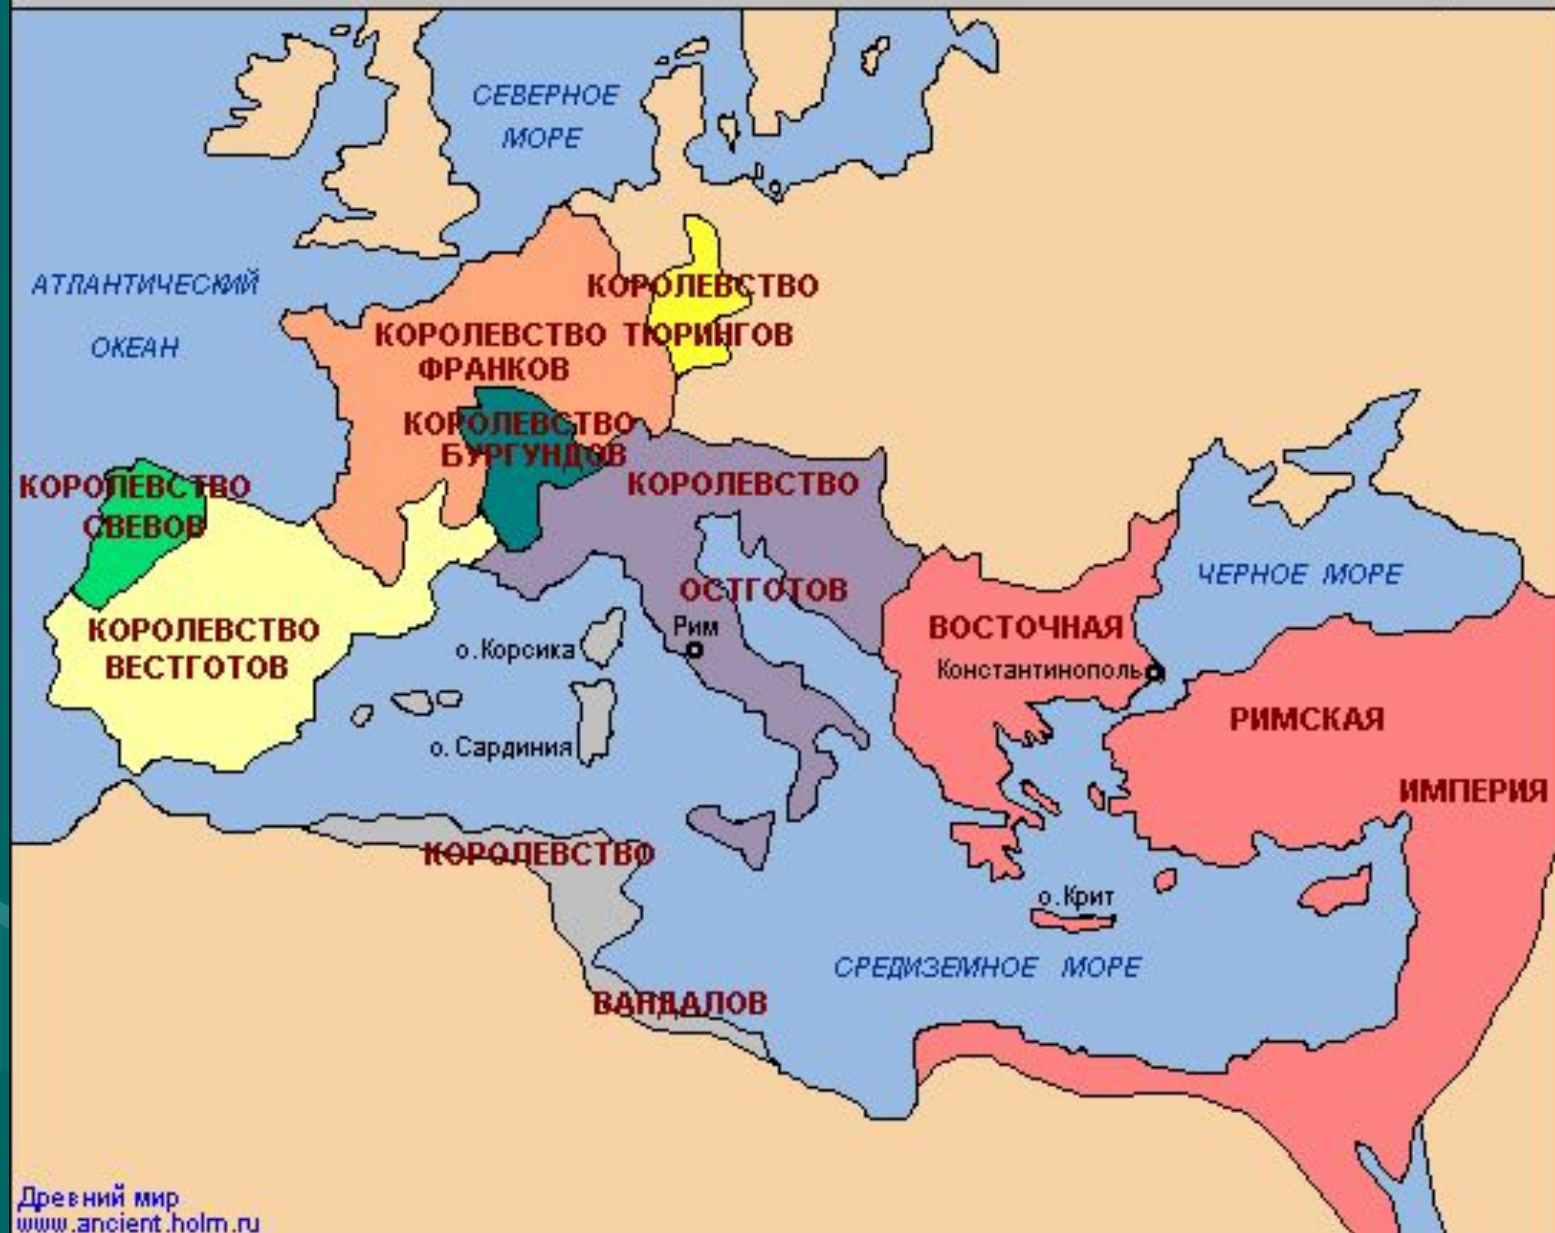 СЕВЕРНОЕ
МОРЕ
АТЛАНТИЧЕСКИЙ
ОКЕАН
КОРОЛЕВСТВО
ТЮРИНГОВ
КОРОЛЕВСТВО
ФРАНКОВ
КОРОЛЕВСТВО
БУРГУНДОВ
КОРОЛЕВСТВО
СВЕВОВ
КОРОЛЕВСТВО
ОСТГОТОВ
КОРОЛЕВСТВО
ВЕСТГОТОВ
ЧЕРНОЕ МОРЕ
Рим
о.Корсика
о. Сардиния
ВОСТОЧНАЯ
Константинополь
РИМСКАЯ
ИМПЕРИЯ
КОРОЛЕВСТВО
ВАНДАЛОВ
о.Крит
СРЕДИЗЕМНОЕ МОРЕ
Древний мир
www.ancient.holm.ru